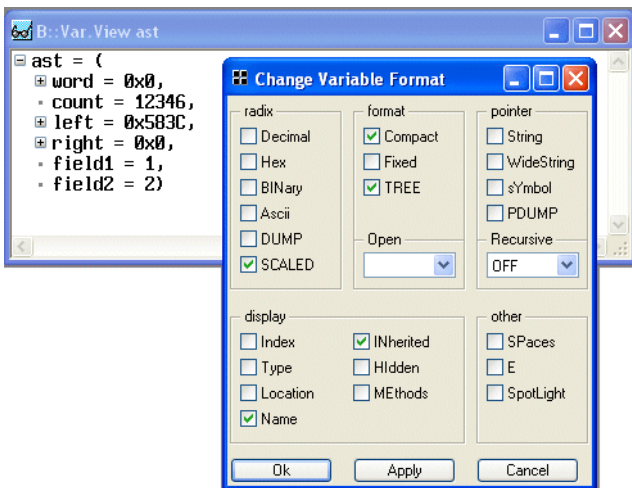 B::Var.View ast
ast = (
word = 0x0,
count = 12346,
left = 0x583C,
right = 0x0,
field1 = 1,
field2 = 2)
Change Variable Format
radix
Decimal
Hex
BINary
Ascii
DUMP
SCALED
format
Compact
Fixed
TREE
Open
pointer
String
WideString
sYmbol
PDUMP
Recursive
OFF
display
Index
Type
Location
Name
INherited
HIdden
MEthods
other
SPaces
E
SpotLight
Ok
Apply
Cancel